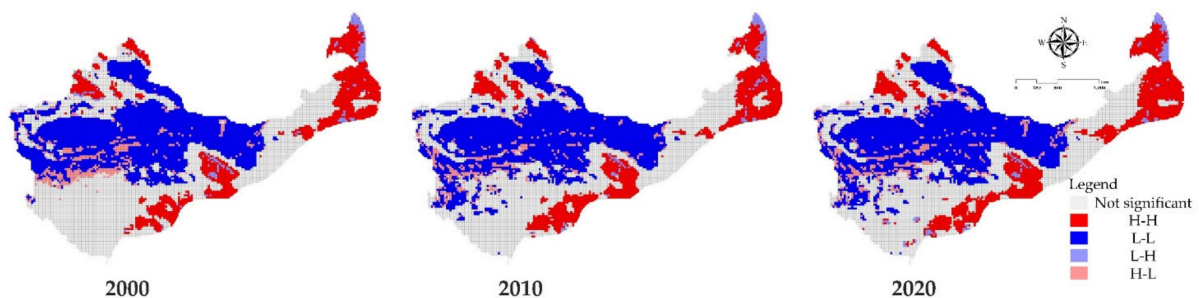 N
W E
S
Legend
Not significant
H-H
L-L
L-H
H-L
2000
2010
2020